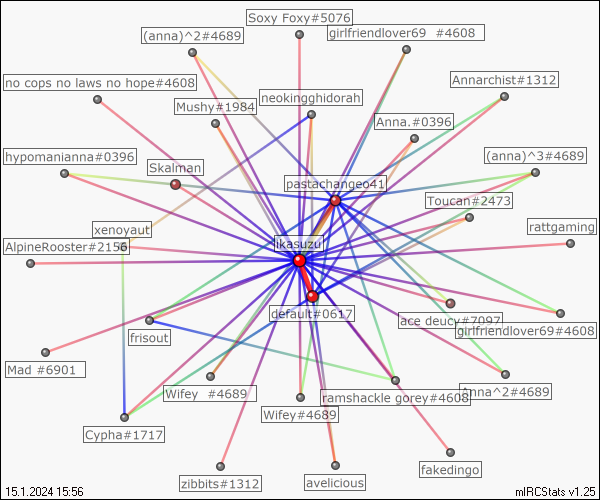 Soxy Foxy#5076
(anna)^2#4689
girlfriendlover69 #4608
no cops no laws no hope#4608
Annarchist#1312
neokingghidorah
Mushy#1984
Anna.#0396
hypomanianna#0396
(anna)^3#4689
Skalman
pastachangeo41
Toucan#2473
xenoyaut
rattgaming
AlpineRooster#2156
likasuzu
default#0617
ace deucy#7097
girlfriendlover69#4608
frisout
Mad #6901
Wifey #4689
ramshackle gorey#4608
Anna^2#4689
Wifey#4689
Cypha#1717
fakedingo
zibbits#1312
avelicious
15.1.2024 15:56
mIRCStats v1.25